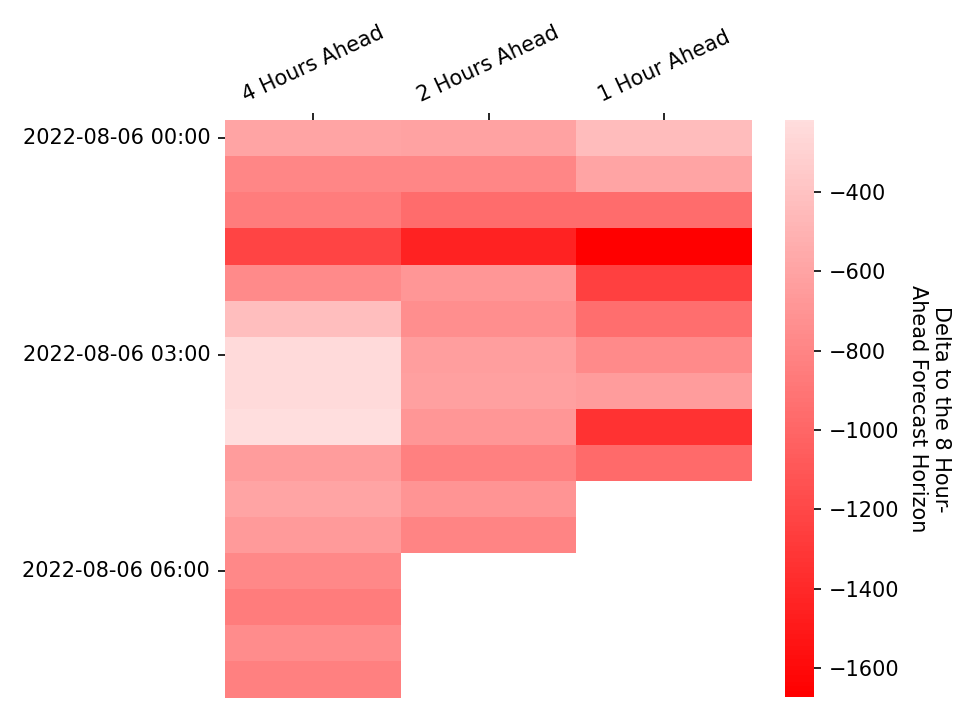 4 Hours Ahead
2 Hours Ahead
1 Hour Ahead
2022-08-06 00:00
2022-08-06 03:00
2022-08-06 06:00
−400
−600
−800
−1000
−1200
−1400
−1600
Delta to the 8 Hour-
Ahead Forecast Horizon